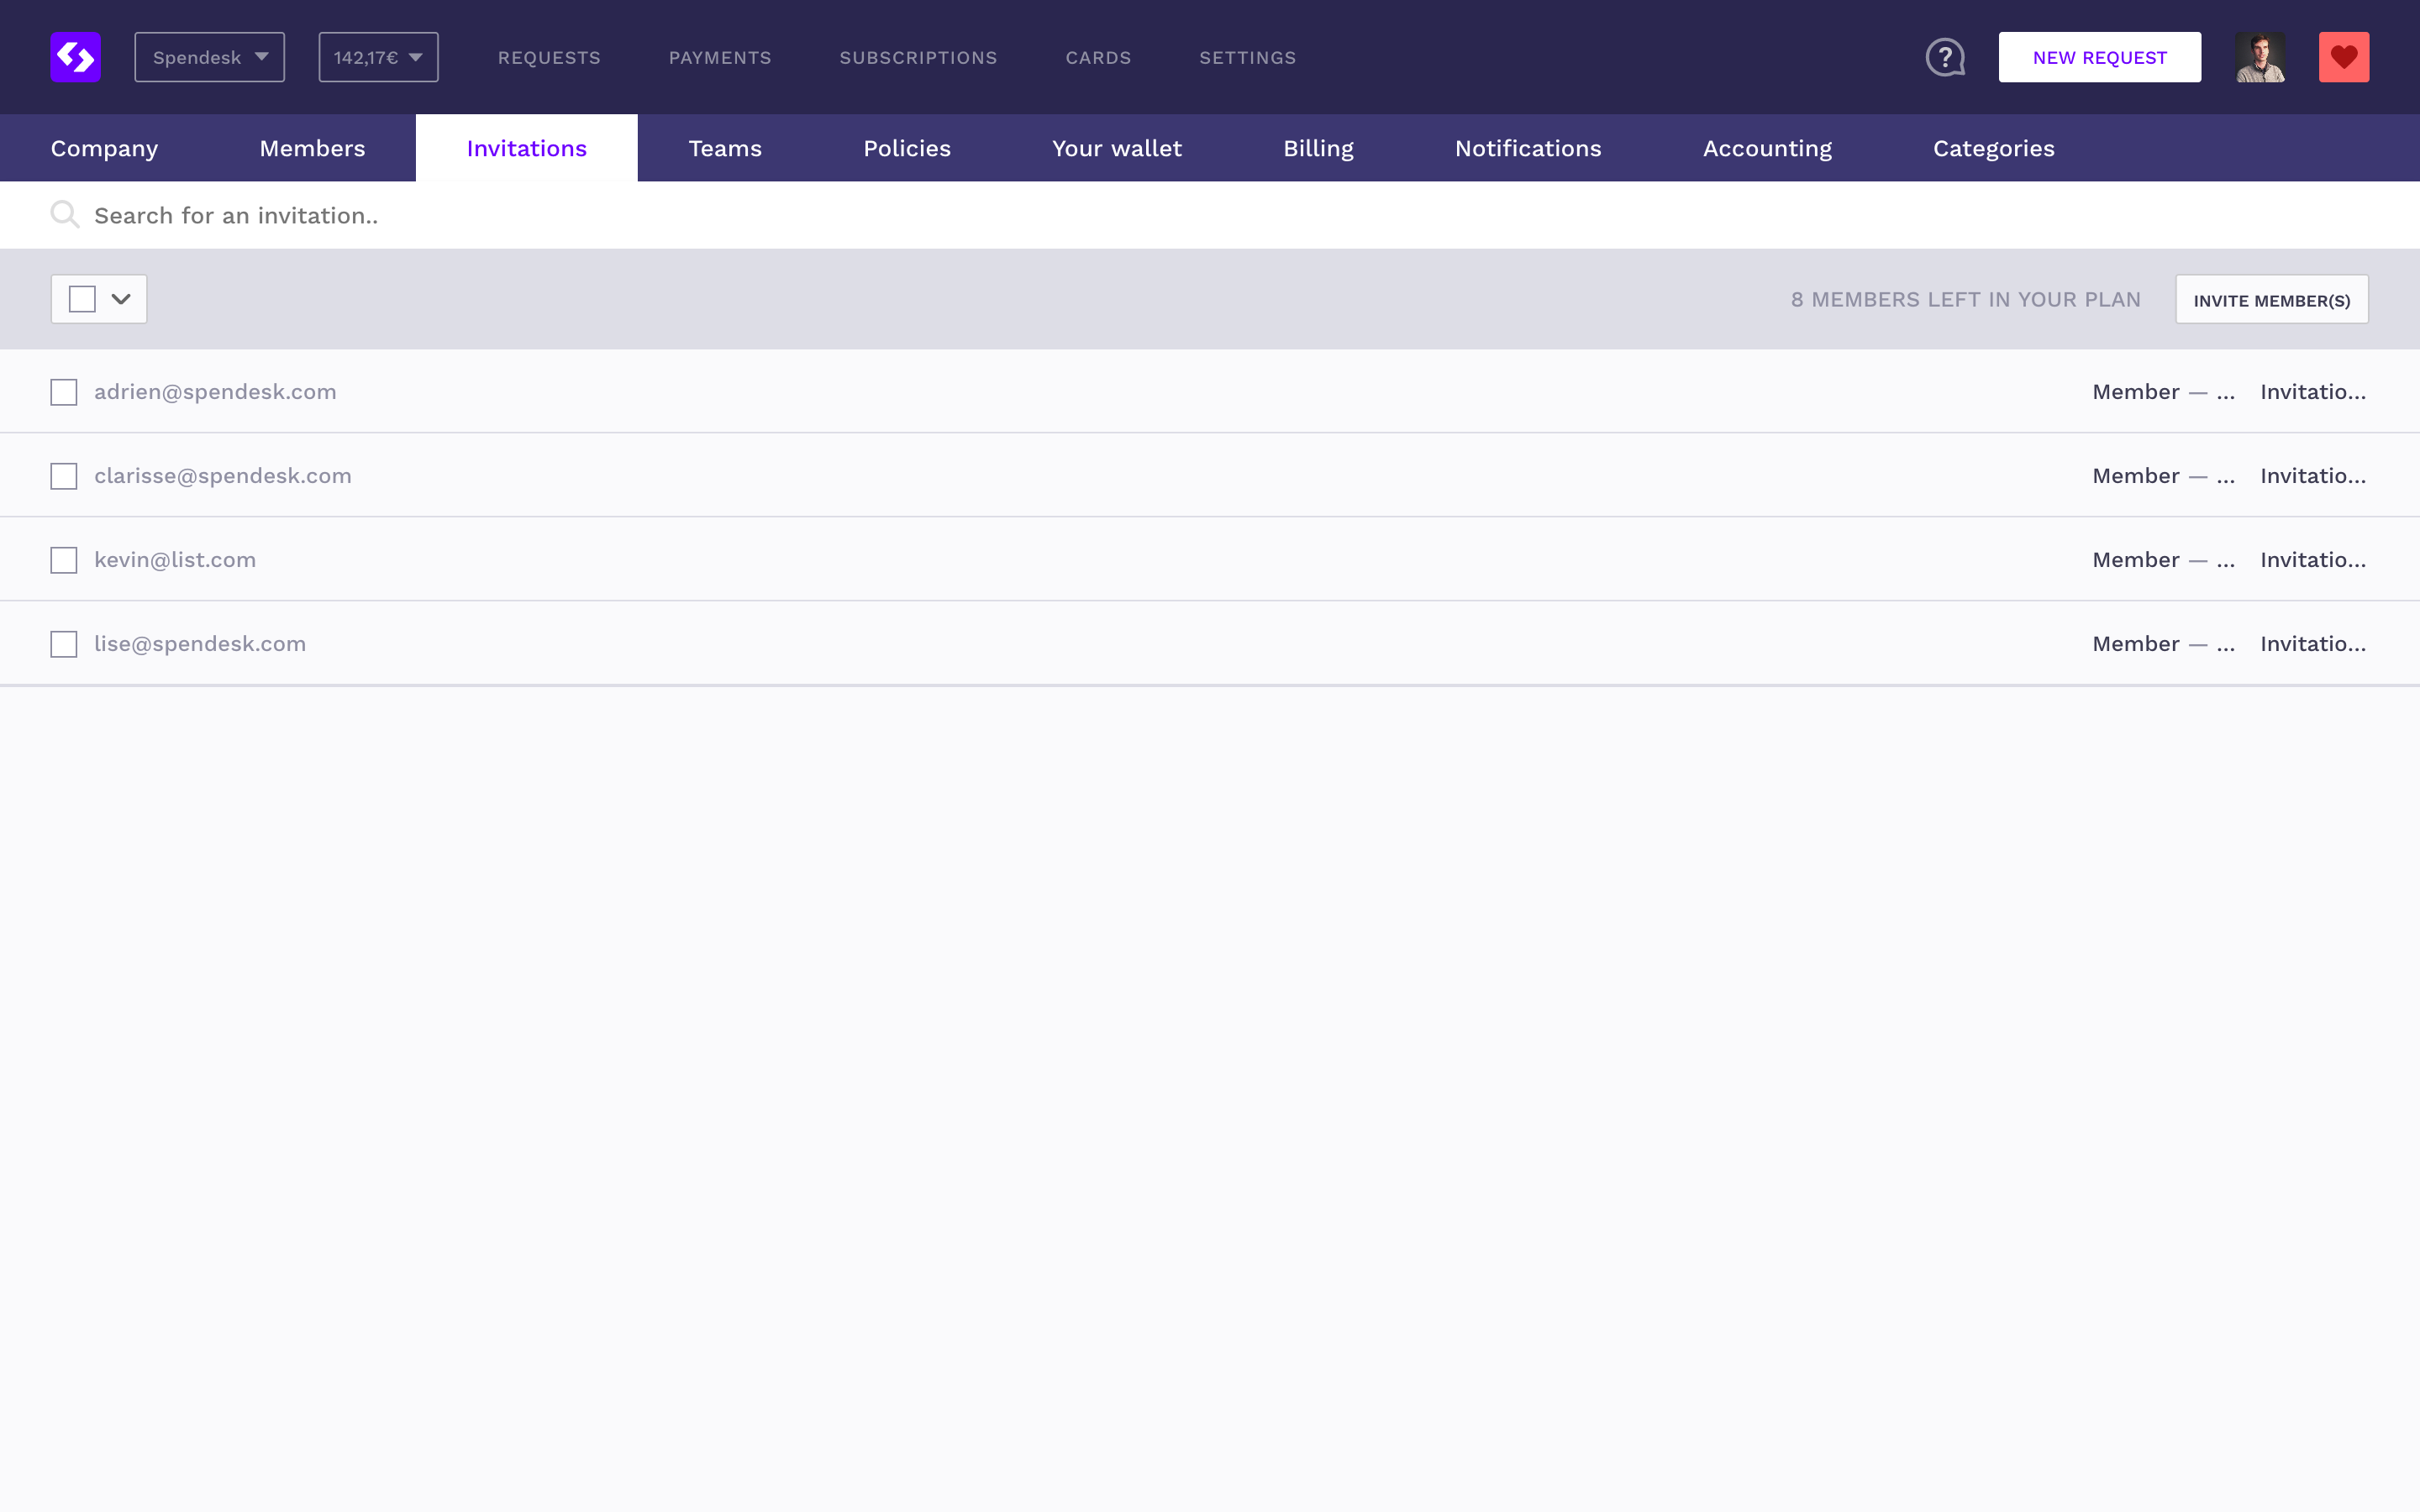 Spendesk 142,17€ REQUESTS PAYMENTS SUBSCRIPTIONS CARDS SETTINGS ? NEW REQUEST
Company Members Invitations Teams Policies Your wallet Billing Notifications Accounting Categories
Search for an invitation..
8 MEMBERS LEFT IN YOUR PLAN INVITE MEMBER(S)
adrien@spendesk.com Member — ... Invitatio...
clarisse@spendesk.com Member — ... Invitatio...
kevin@list.com Member — ... Invitatio...
lise@spendesk.com Member — ... Invitatio...